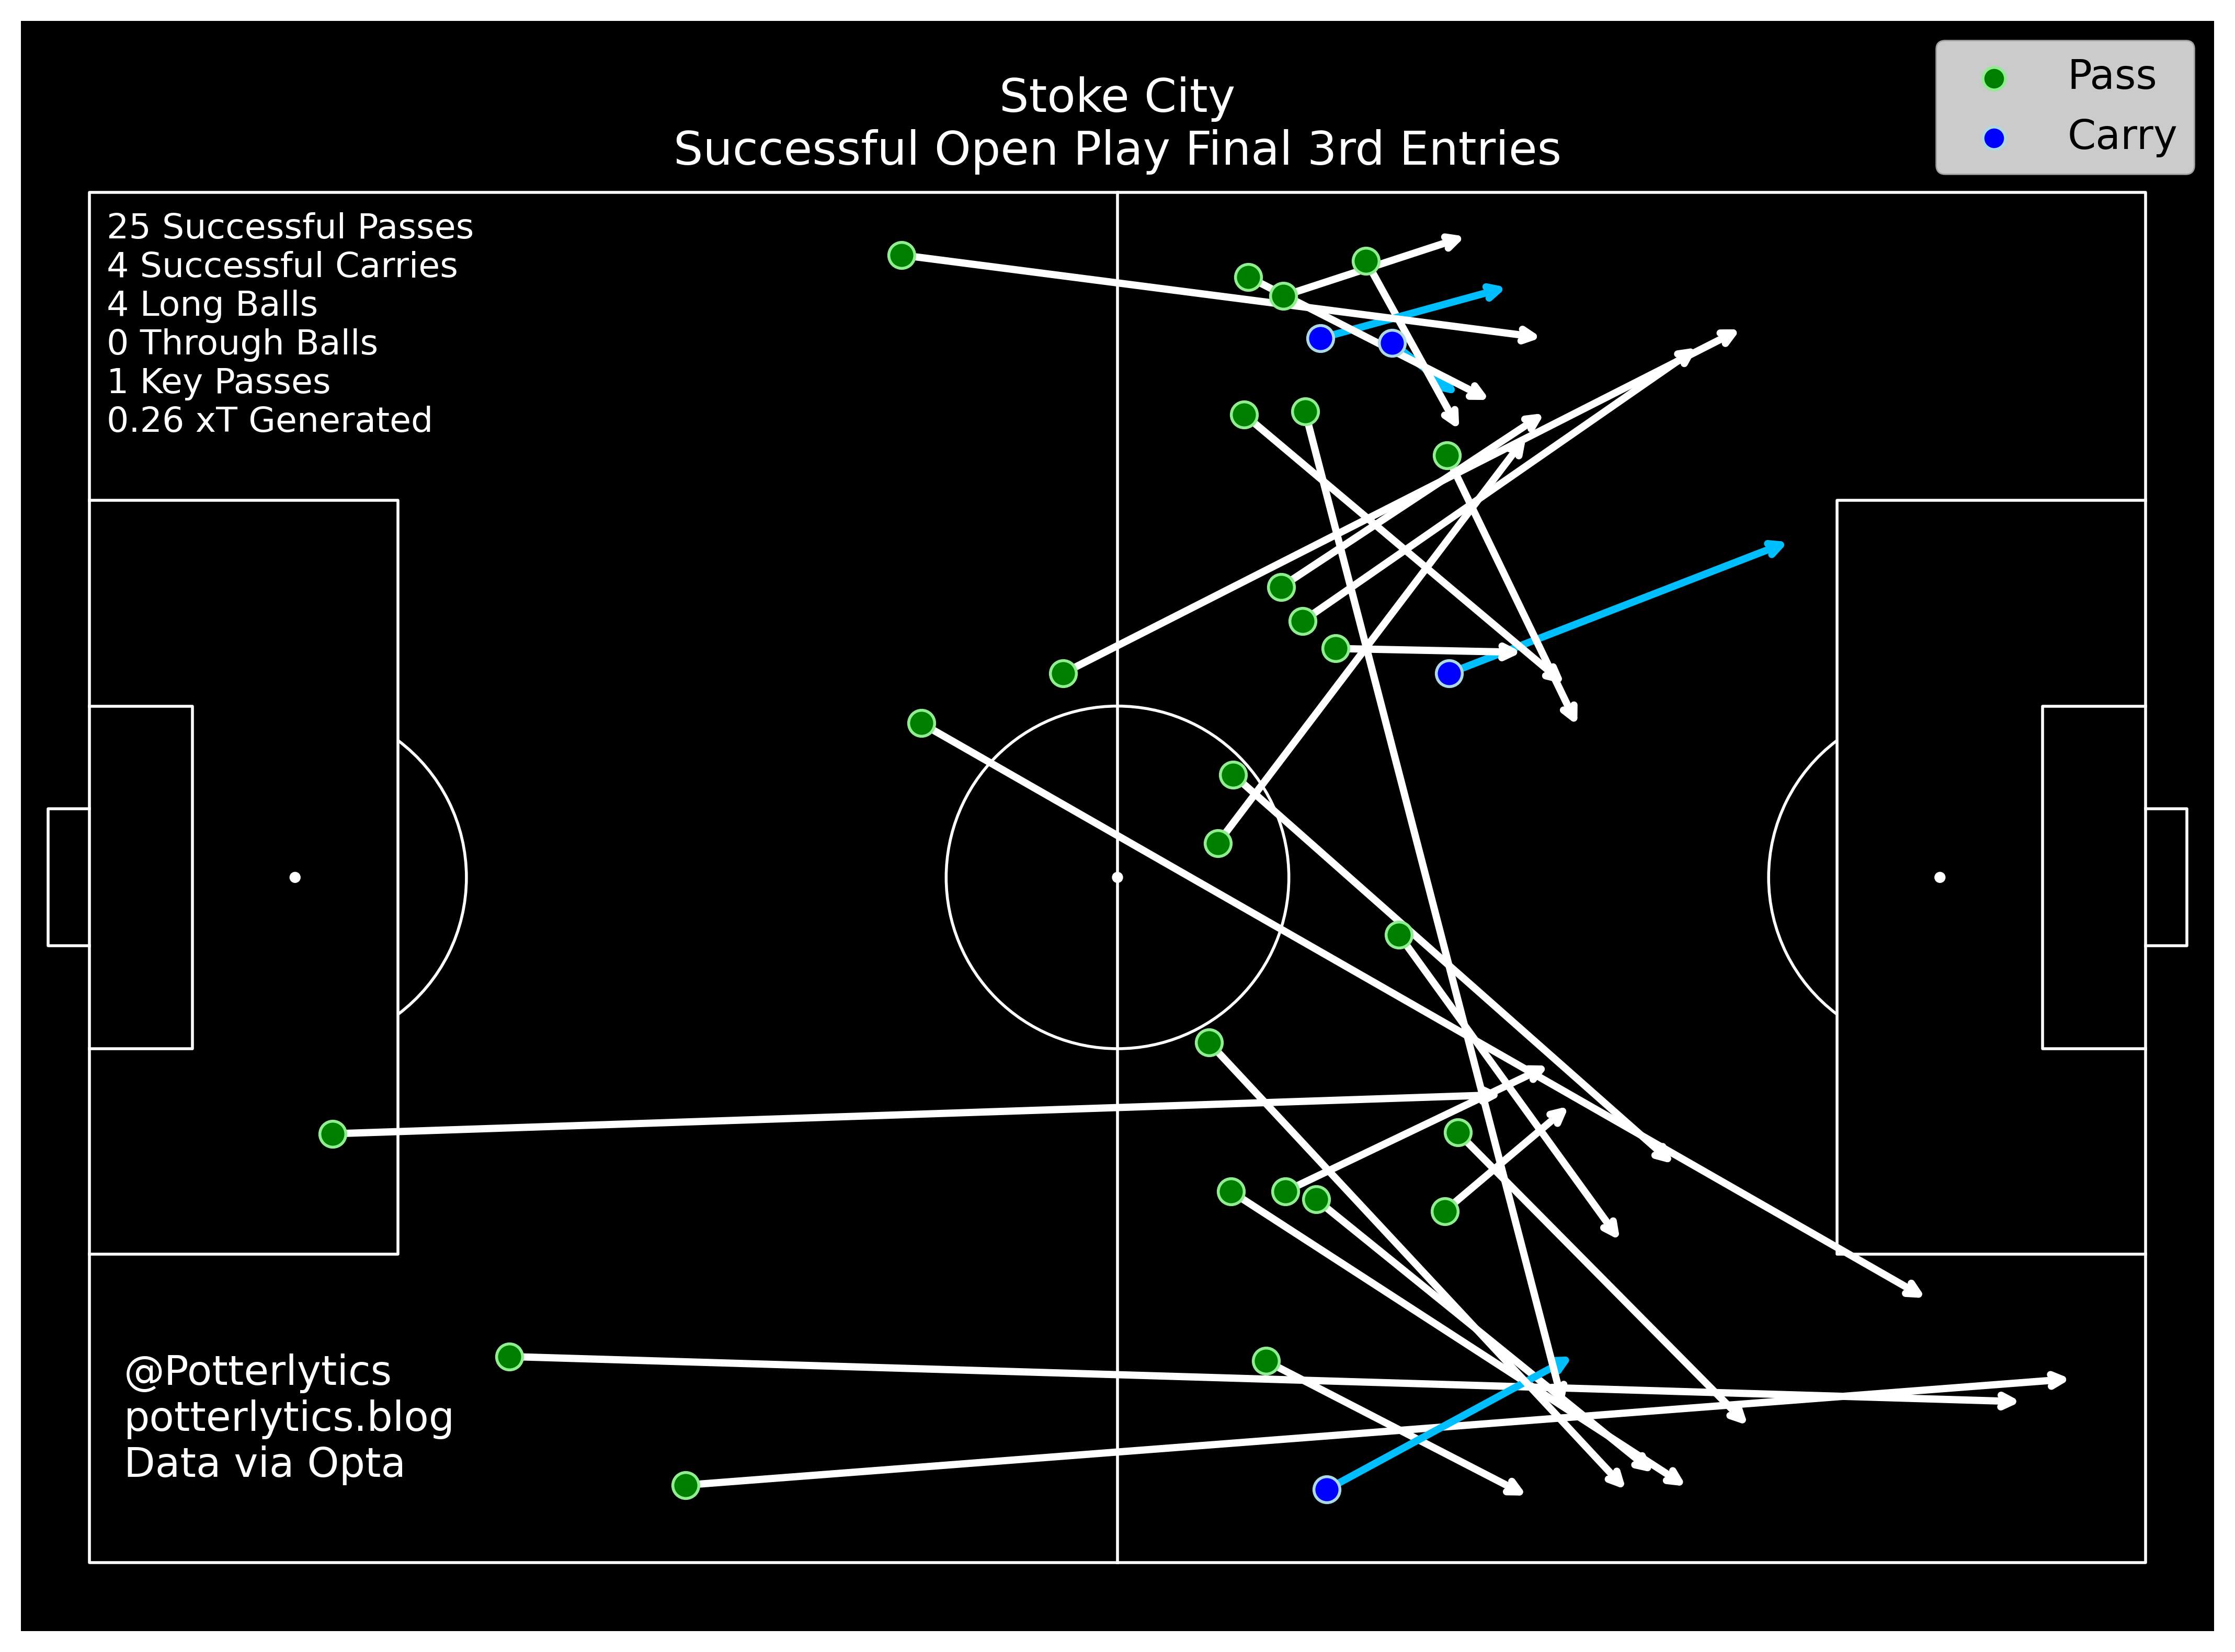 Stoke City
Successful Open Play Final 3rd Entries
Pass
Carry
25 Successful Passes
4 Successful Carries
4 Long Balls
0 Through Balls
1 Key Passes
0.26 xT Generated
@Potterlytics
potterlytics.blog
Data via Opta